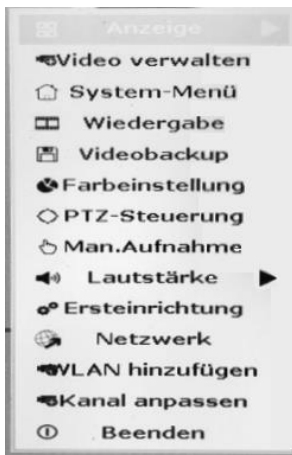 Anzeige
Video verwalten
System-Menü
Wiedergabe
Videobackup
Farbeinstellung
PTZ-Steuerung
Man.Aufnahme
Lautstärke
Ersteinrichtung
Netzwerk
WLAN hinzufügen
Kanal anpassen
Beenden